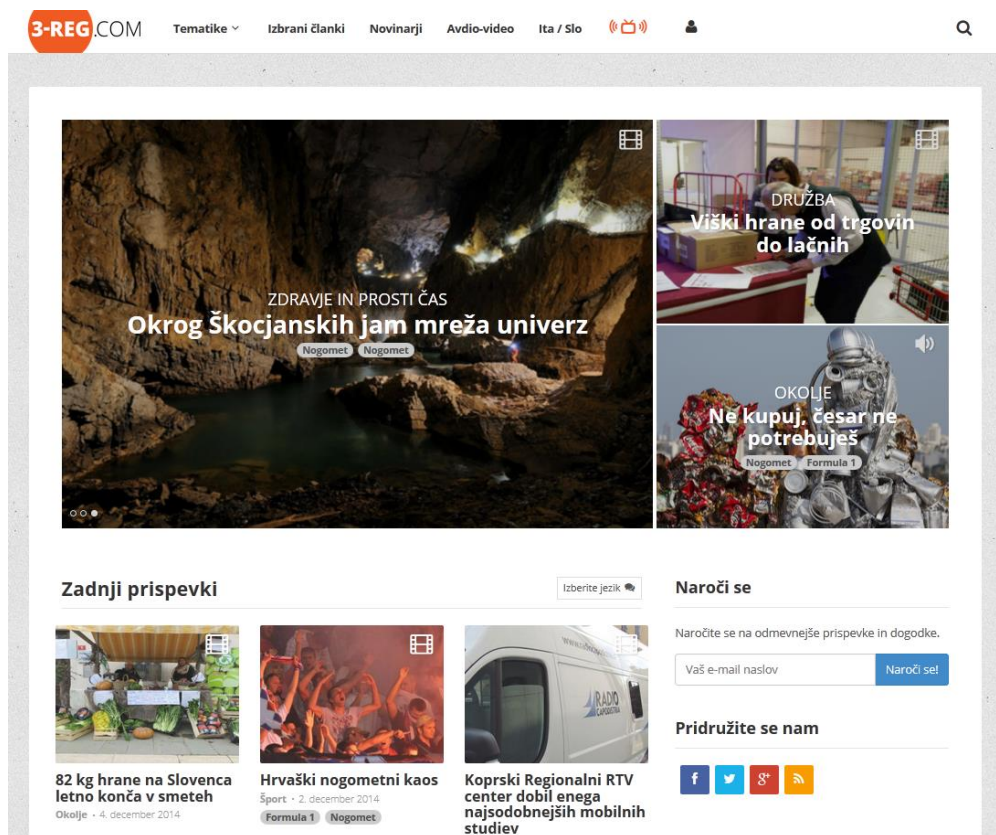 3-REG.COM
Tematike
Izbrani članki
Novinarji
Avdio-video
Ita / Slo
ZDRAVJE IN PROSTI ČAS
Okrog Škocjanskih jam mreža univerz
Nogomet Nogomet
DRUŽBA
Viški hrane od trgovin
do lačnih
OKOLJE
Ne kupuj, česar ne
potrebuješ
Nogomet Formula 1
Zadnji prispevki
Izberite jezik
82 kg hrane na Slovenca
letno konča v smeteh
Okolje • 4. december 2014
Hrvaški nogometni kaos
Šport • 2. december 2014
Formula 1 Nogomet
RADIO
CAPODISTRIA
Koprski Regionalni RTV
center dobil enega
najsodobnejših mobilnih
studiev
Naroči se
Naročite se na odmevnejše prispevke in dogodke.
Vaš e-mail naslov
Naroči se!
Pridružite se nam
f
g+